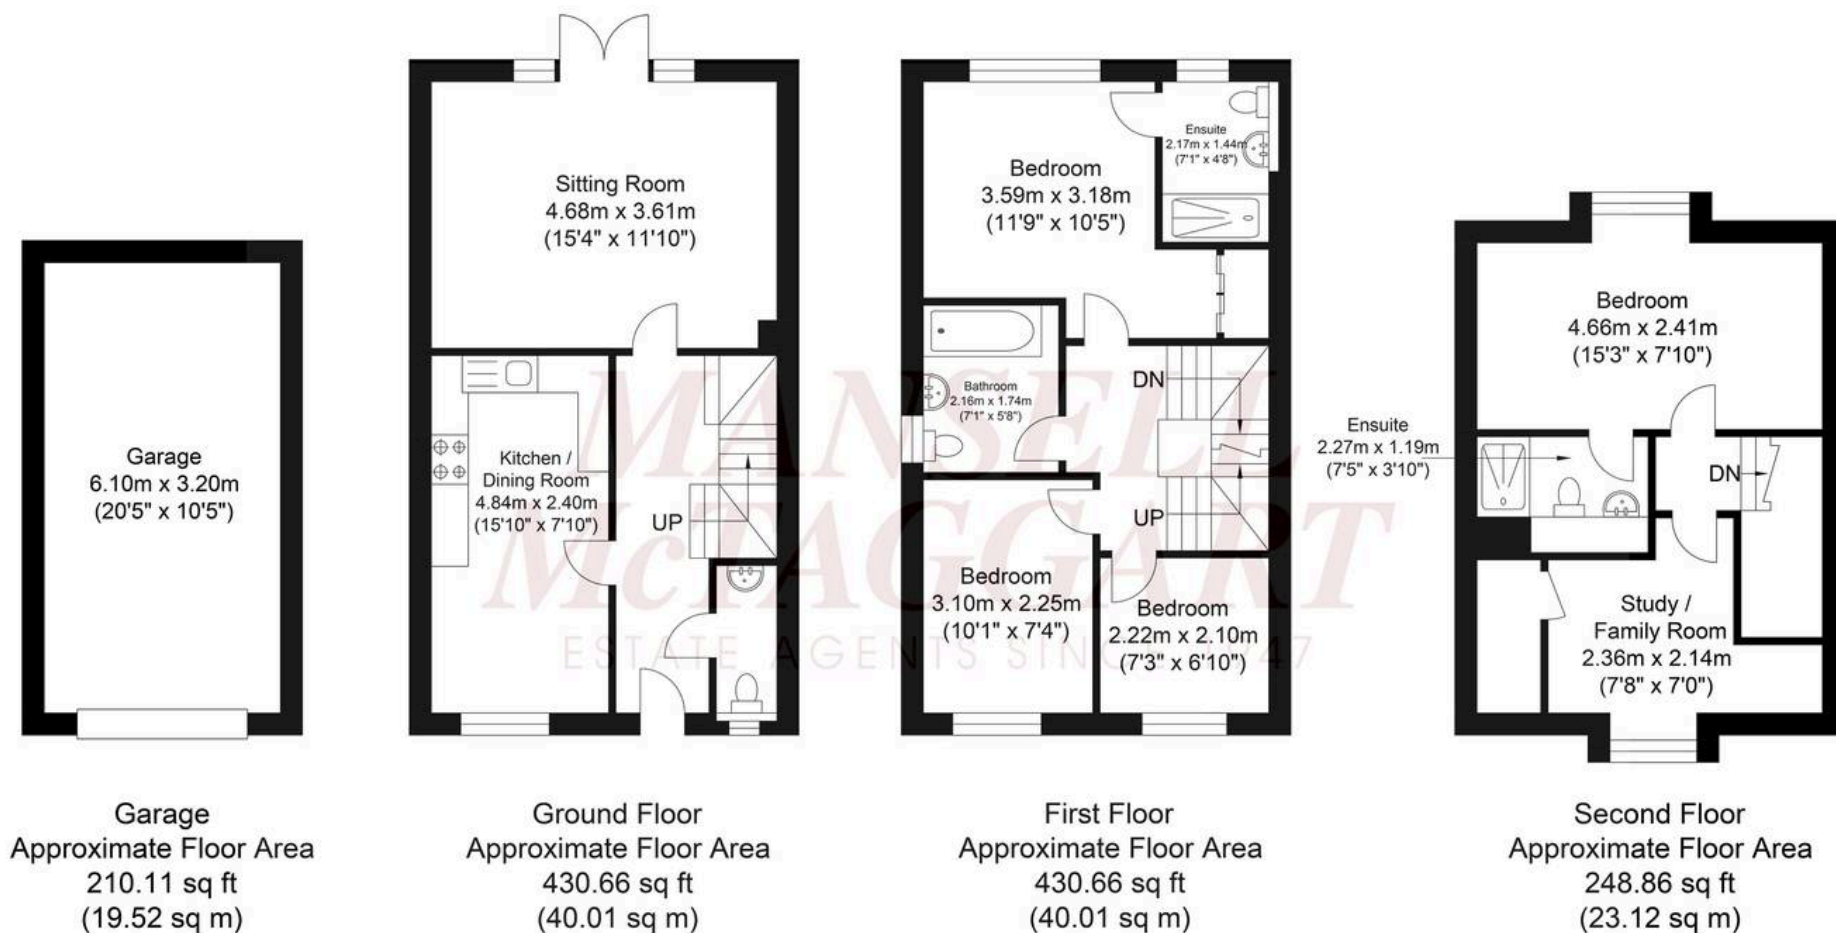 Garage
6.10m x 3.20m
(20'5" x 10'5")
Garage
Approximate Floor Area
210.11 sq ft
(19.52 sq m)
Sitting Room
4.68m x 3.61m
(15'4" x 11'10")
Kitchen /
Dining Room
4.84m x 2.40m
(15'10" x 7'10")
UP
Ground Floor
Approximate Floor Area
430.66 sq ft
(40.01 sq m)
Bedroom
3.59m x 3.18m
(11'9" x 10'5")
Ensuite
2.17m x 1.44m
(7'1" x 4'8")
Bathroom
2.16m x 1.74m
(7'1" x 5'8")
DN
UP
Bedroom
3.10m x 2.25m
(10'1" x 7'4")
Bedroom
2.22m x 2.10m
(7'3" x 6'10")
First Floor
Approximate Floor Area
430.66 sq ft
(40.01 sq m)
Bedroom
4.66m x 2.41m
(15'3" x 7'10")
Ensuite
2.27m x 1.19m
(7'5" x 3'10")
DN
Study /
Family Room
2.36m x 2.14m
(7'8" x 7'0")
Second Floor
Approximate Floor Area
248.86 sq ft
(23.12 sq m)
MANSELL
McTAGGART
ESTATE AGENTS SINCE 1947